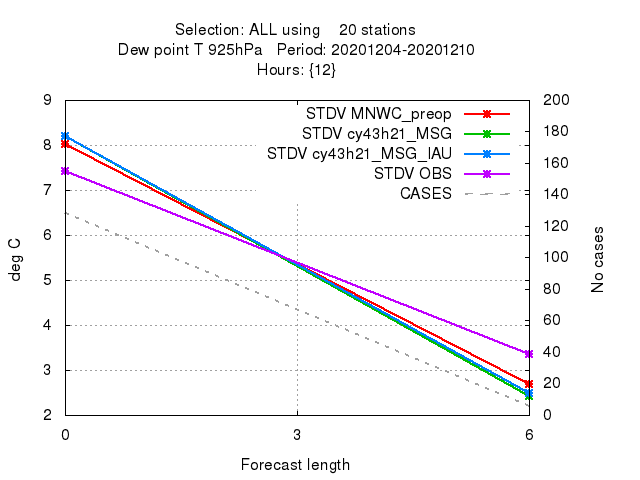 Selection: ALL using    20 stations
Dew point T 925hPa   Period: 20201204-20201210
Hours: {12}
STDV MNWC_preop
STDV cy43h21_MSG
STDV cy43h21_MSG_IAU
STDV OBS
CASES
deg C
9
8
7
6
5
4
3
2
No cases
200
180
160
140
120
100
80
60
40
20
0
0 3 6
Forecast length